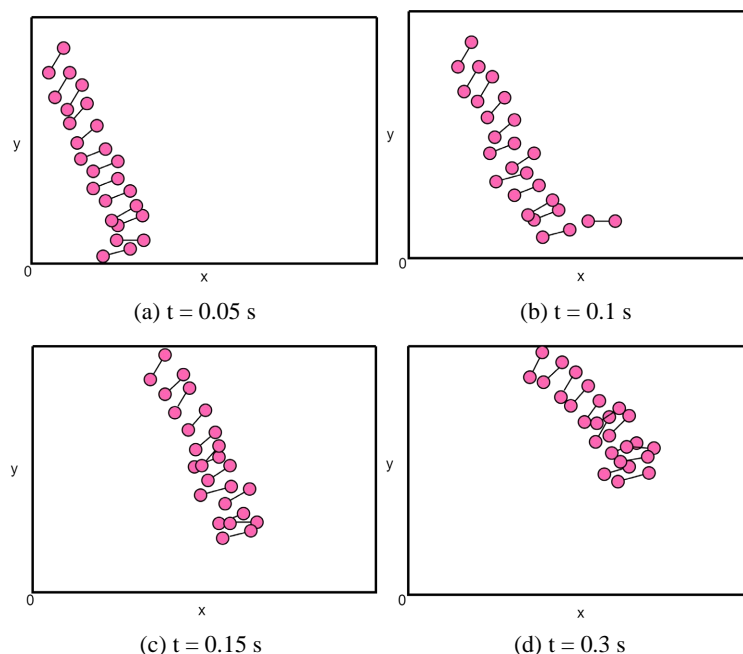 y
0
x
(a) t = 0.05 s
y
0
x
(b) t = 0.1 s
y
0
x
(c) t = 0.15 s
y
0
x
(d) t = 0.3 s